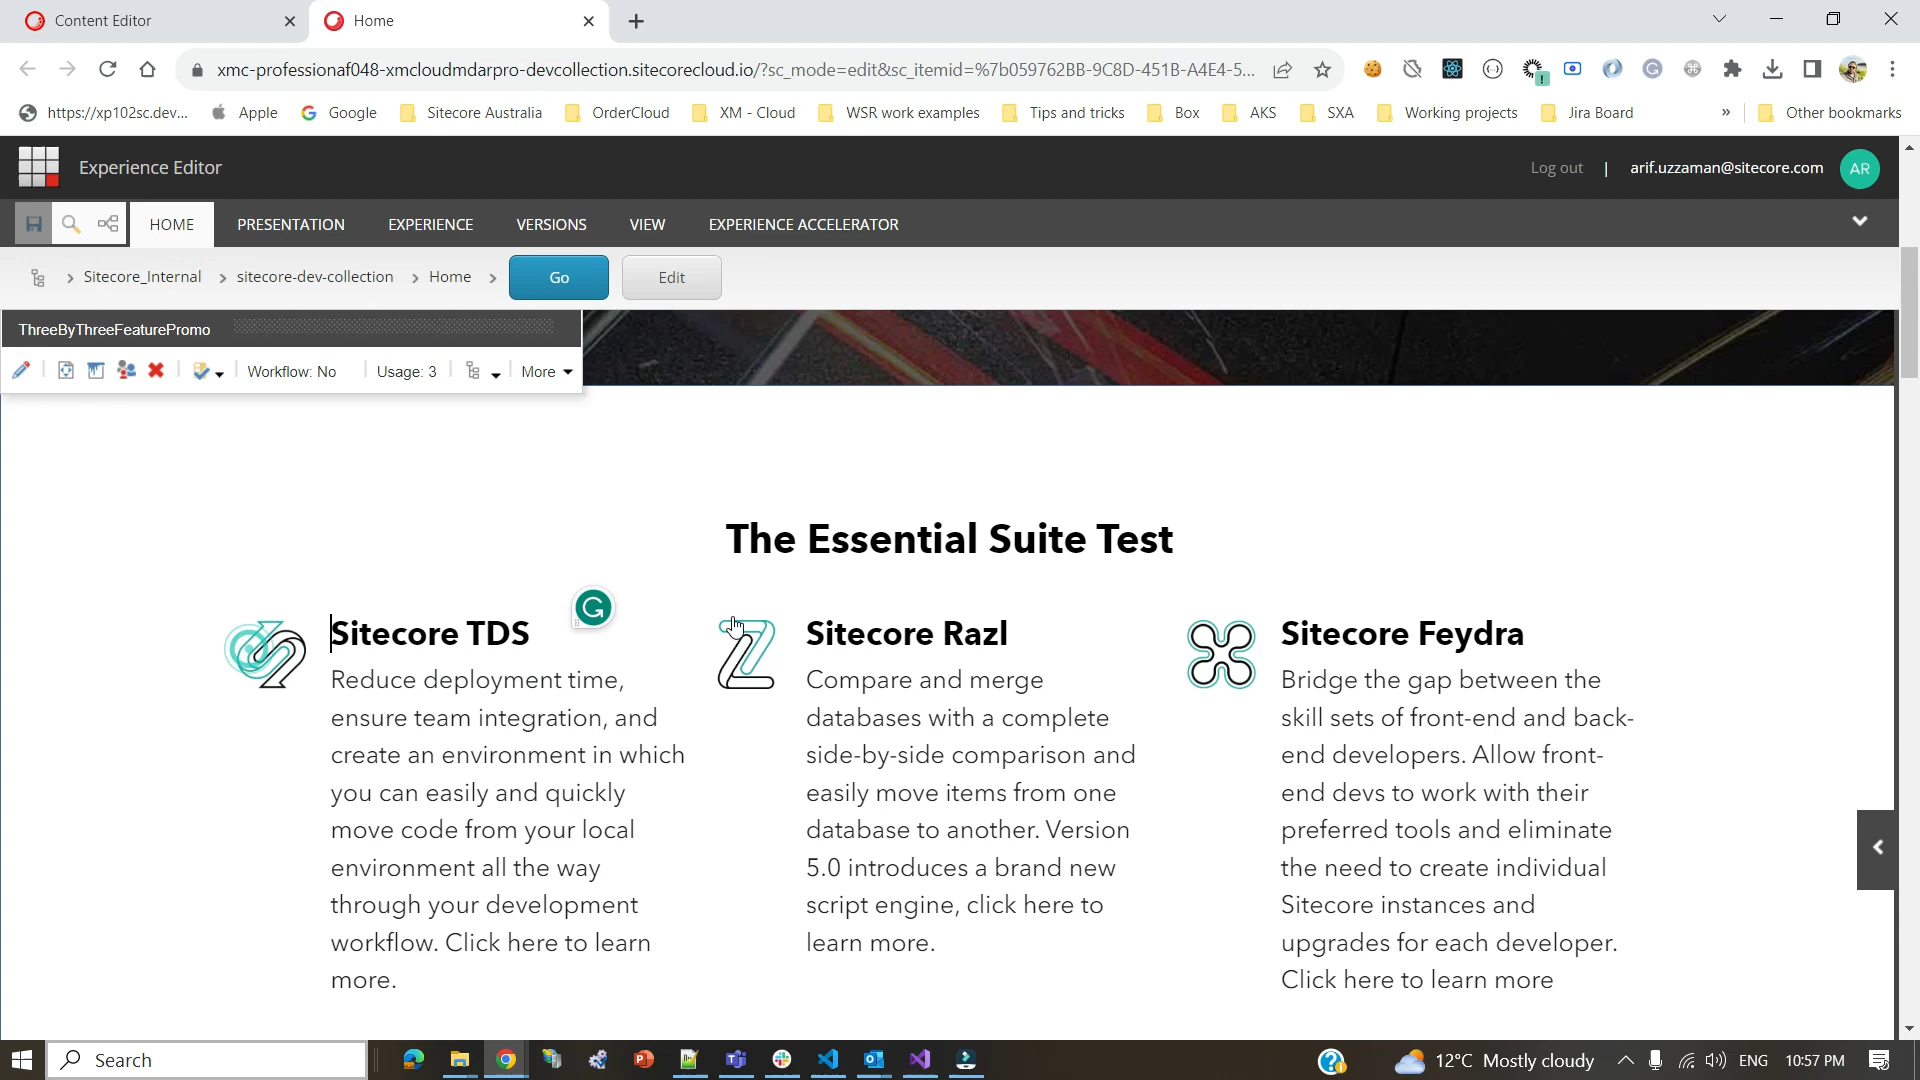 Content Editor
Home
xmc-professionaf048-xmcloudmdarpro-devcollection.sitecorecloud.io/?sc_mode=edit&sc_itemid=%7b059762BB-9C8D-451B-A4E4-5...
https://xp102sc.dev... Apple Google Sitecore Australia OrderCloud XM - Cloud WSR work examples Tips and tricks Box AKS SXA Working projects Jira Board » Other bookmarks
Experience Editor
Log out | arif.uzzaman@sitecore.com AR
HOME PRESENTATION EXPERIENCE VERSIONS VIEW EXPERIENCE ACCELERATOR
Sitecore_Internal sitecore-dev-collection Home Go Edit
ThreeByThreeFeaturePromo
Workflow: No Usage: 3 More
The Essential Suite Test
Sitecore TDS
Reduce deployment time,
ensure team integration, and
create an environment in which
you can easily and quickly
move code from your local
environment all the way
through your development
workflow. Click here to learn
more.
Sitecore Razl
Compare and merge
databases with a complete
side-by-side comparison and
easily move items from one
database to another. Version
5.0 introduces a brand new
script engine, click here to
learn more.
Sitecore Feydra
Bridge the gap between the
skill sets of front-end and back-
end developers. Allow front-
end devs to work with their
preferred tools and eliminate
the need to create individual
Sitecore instances and
upgrades for each developer.
Click here to learn more
Search
12°C Mostly cloudy ENG 10:57 PM